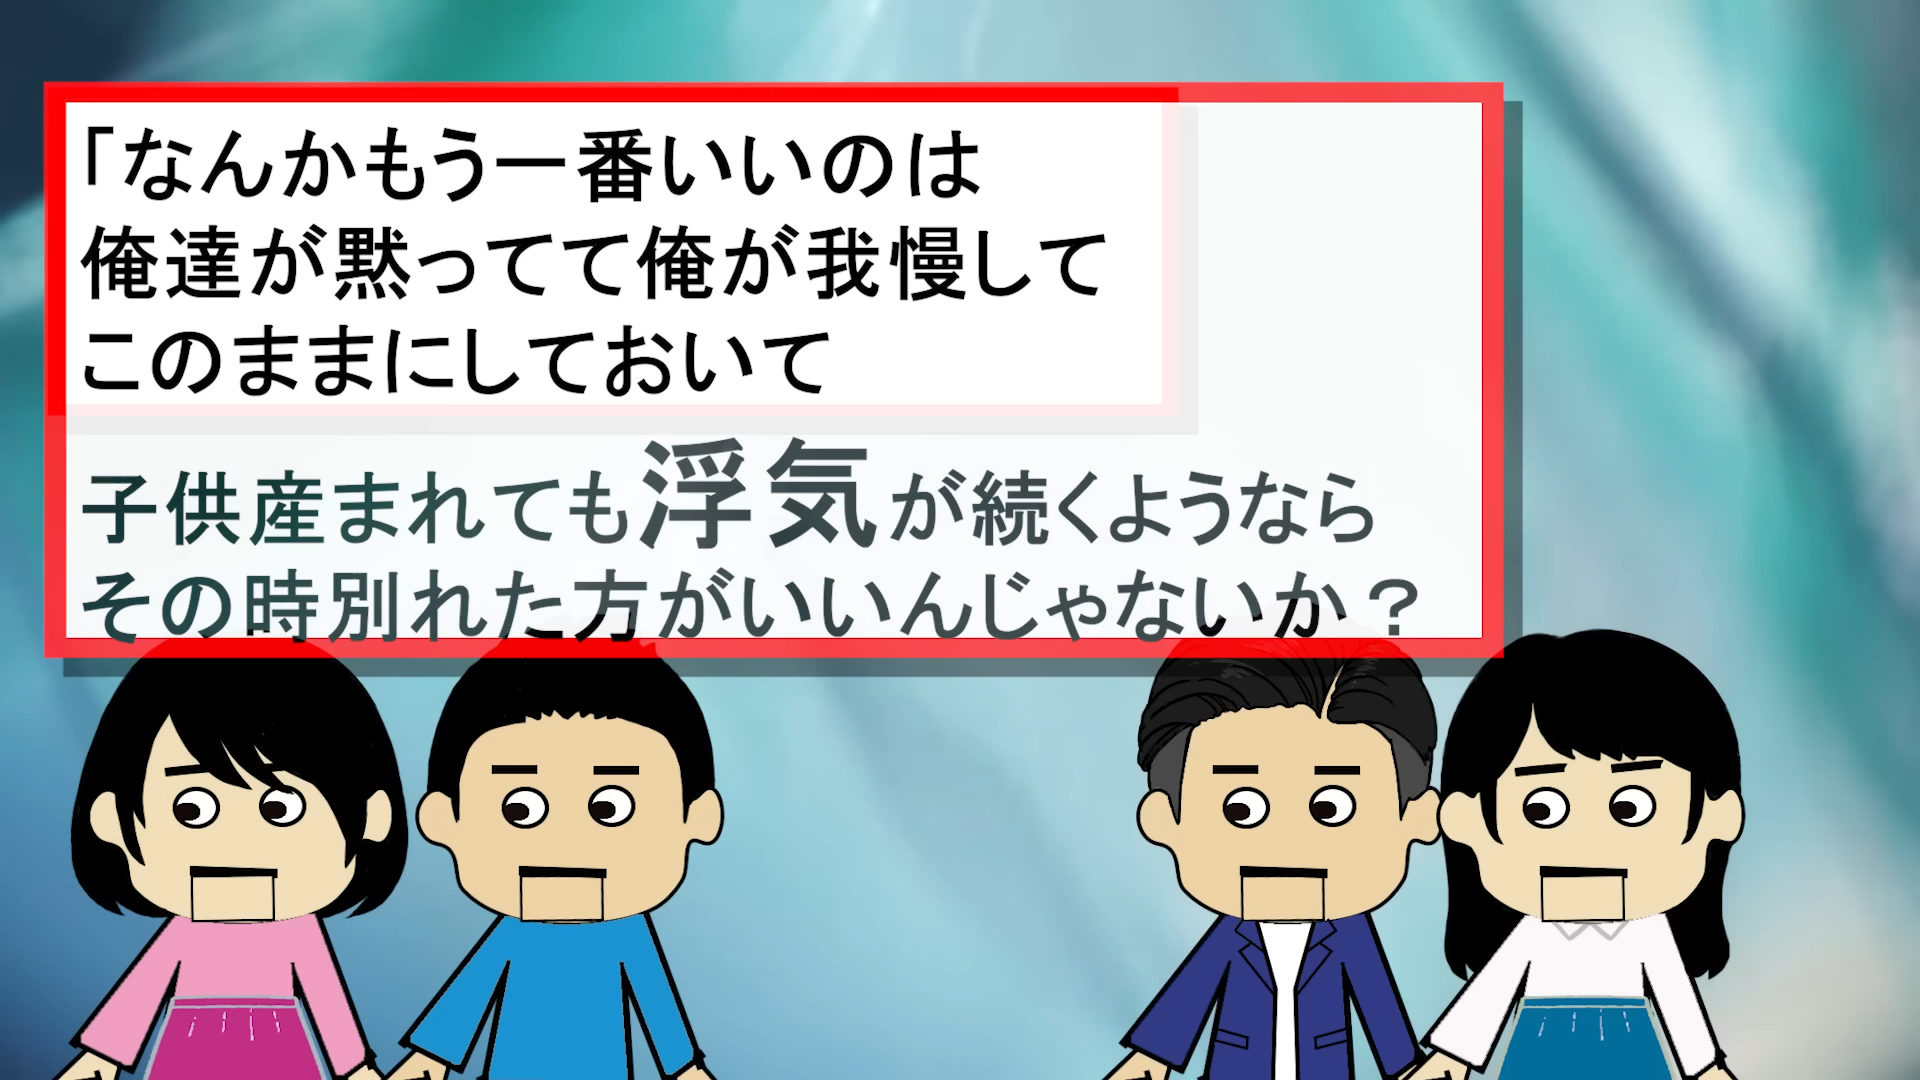 「なんかもう一番いいのは
俺達が黙ってて俺が我慢して
このままにしておいて
子供産まれても浮気が続くようなら
その時別れた方がいいんじゃないか？